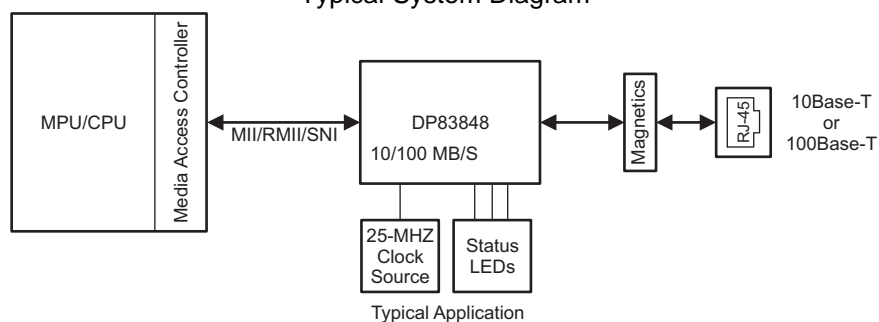 Typical System Diagram
MPU/CPU
Media Access Controller
MII/RMII/SNI
DP83848
10/100 MB/S
Magnetics
RJ-45
10Base-T
or
100Base-T
25-MHZ
Clock
Source
Status
LEDs
Typical Application